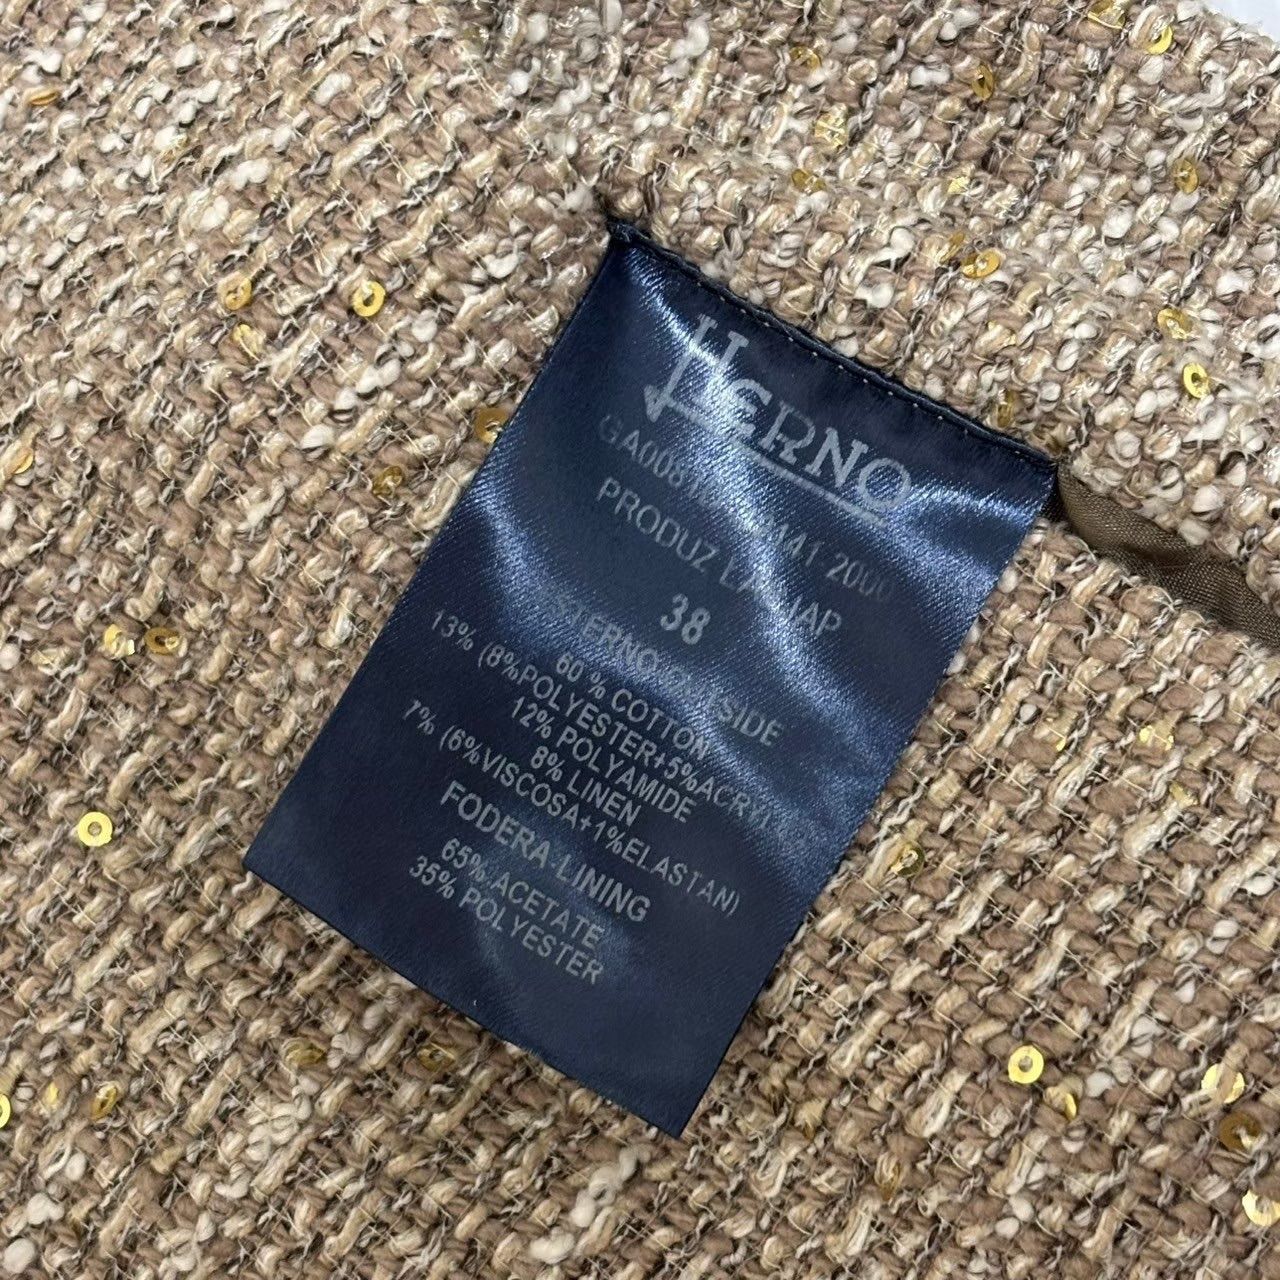 HERNO
PRODUZ
38
60 % COTTON
13% (8%POLYESTER+5%ACRYL
12% POLYAMIDE
8% LINEN
7% (6%VISCOSA+1%ELASTAN)
FODERA-LINING
65% ACETATE
35% POLYESTER